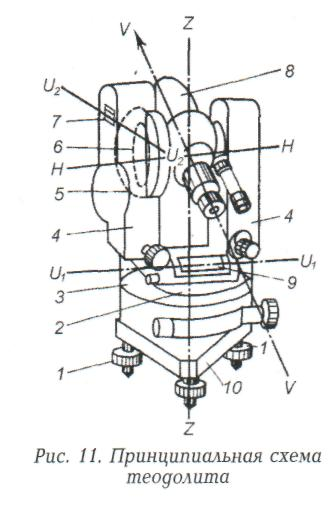 V
Z
U₂
8
7
6
H
U₂
H
5
4
4
U₁
U₁
3
9
2
1
1
10
V
Z
Рис. 11. Принципиальная схема
теодолита